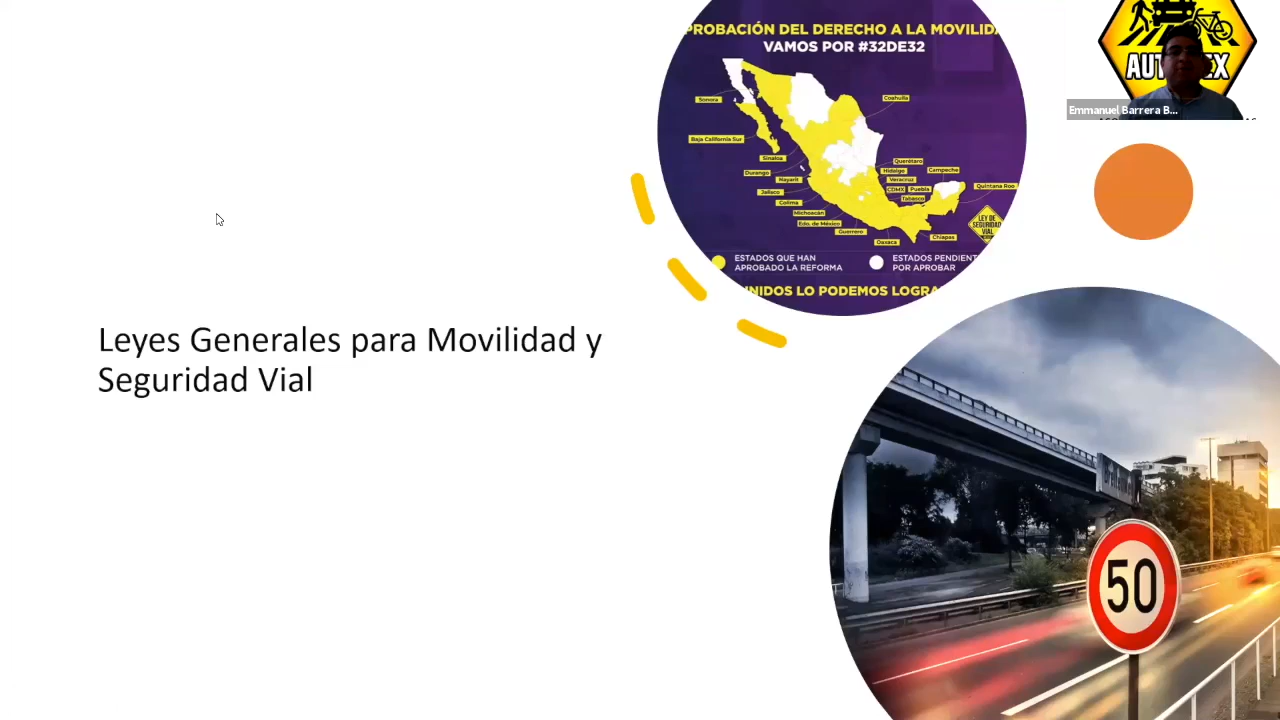 PROBACIÓN DEL DERECHO A LA MOVILID
VAMOS POR #32DE32
Sonora
Coahuila
Baja California Sur
Sinaloa
Durango
Nayarit
Jalisco
Colima
Michoacán
Edo. de México
Guerrero
Oaxaca
Querétaro
Hidalgo
Campeche
Veracruz
CDMX
Puebla
Quintana Roo
Tabasco
Chiapas
LEY DE
SEGURIDAD
VIAL
ESTADOS QUE HAN
APROBADO LA REFORMA
ESTADOS PENDIENT
POR APROBAR
UNIDOS LO PODEMOS LOGRA
Emmanuel Barrera B...
Leyes Generales para Movilidad y
Seguridad Vial
50